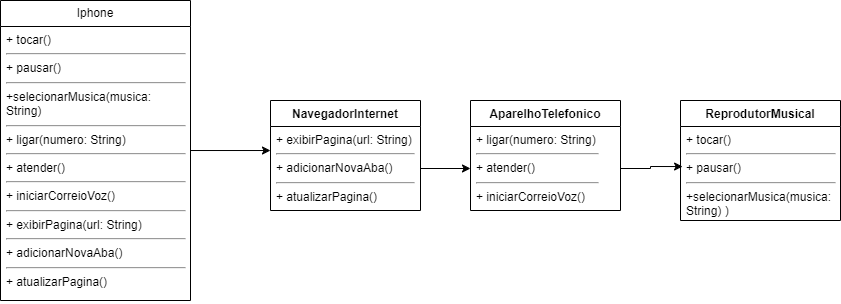 Iphone
+ tocar()
+ pausar()
+selecionarMusica(musica:
String)
+ ligar(numero: String)
+ atender()
+ iniciarCorreioVoz()
+ exibirPagina(url: String)
+ adicionarNovaAba()
+ atualizarPagina()
NavegadorInternet
+ exibirPagina(url: String)
+ adicionarNovaAba()
+ atualizarPagina()
AparelhoTelefonico
+ ligar(numero: String)
+ atender()
+ iniciarCorreioVoz()
ReprodutorMusical
+ tocar()
+ pausar()
+selecionarMusica(musica:
String) )